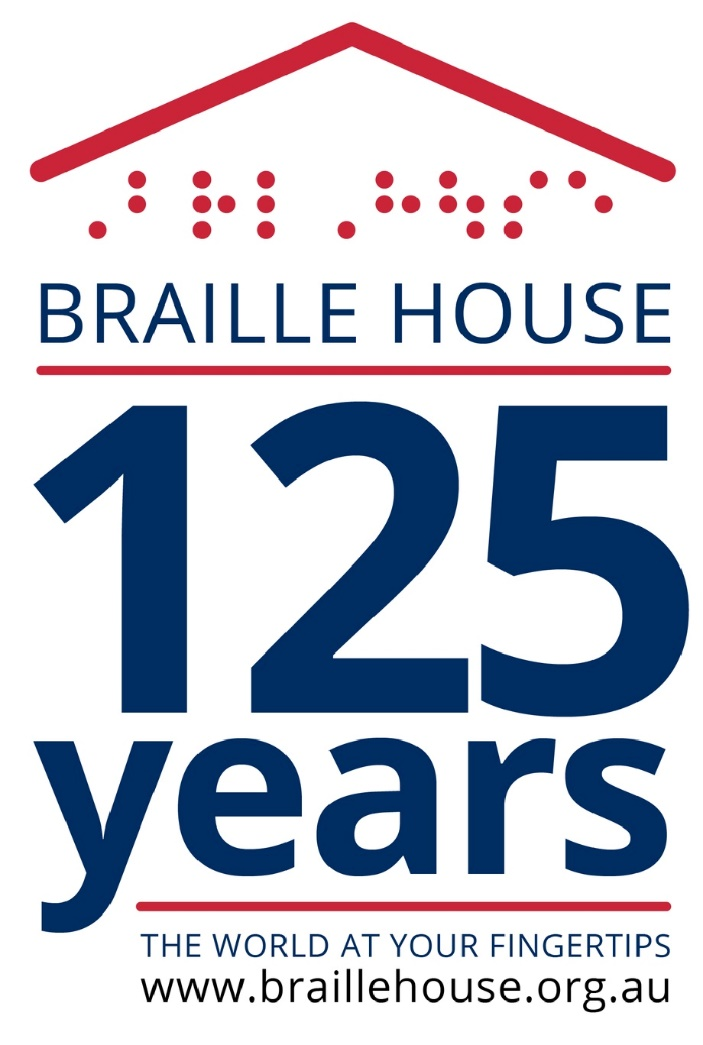 ⠠⠃⠗⠇ ⠠⠓⠳⠎⠑
BRAILLE HOUSE
125
years
THE WORLD AT YOUR FINGERTIPS
www.braillehouse.org.au